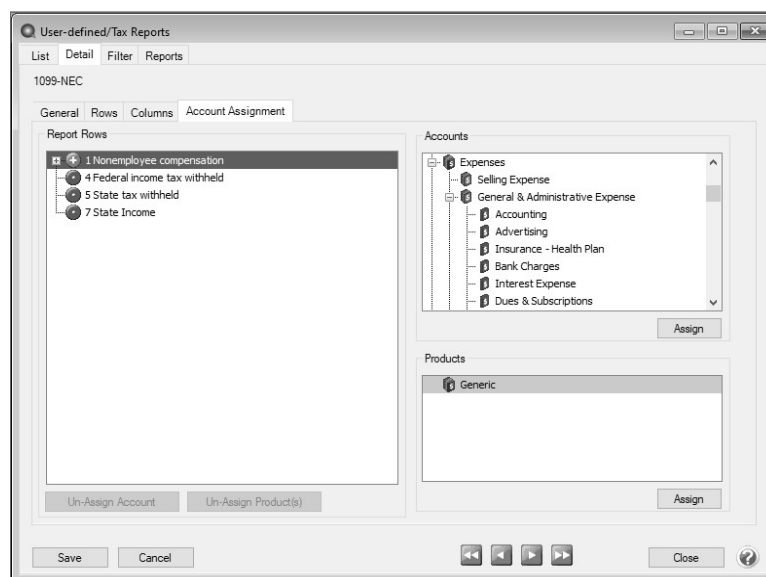 User-defined/Tax Reports
List Detail Filter Reports
1099-NEC
General Rows Columns Account Assignment
Report Rows
1 Nonemployee compensation
4 Federal income tax withheld
5 State tax withheld
7 State Income
Un-Assign Account Un-Assign Product(s)
Accounts
Expenses
Selling Expense
General & Administrative Expense
Accounting
Advertising
Insurance - Health Plan
Bank Charges
Interest Expense
Dues & Subscriptions
Assign
Products
Generic
Assign
Save Cancel Close ?